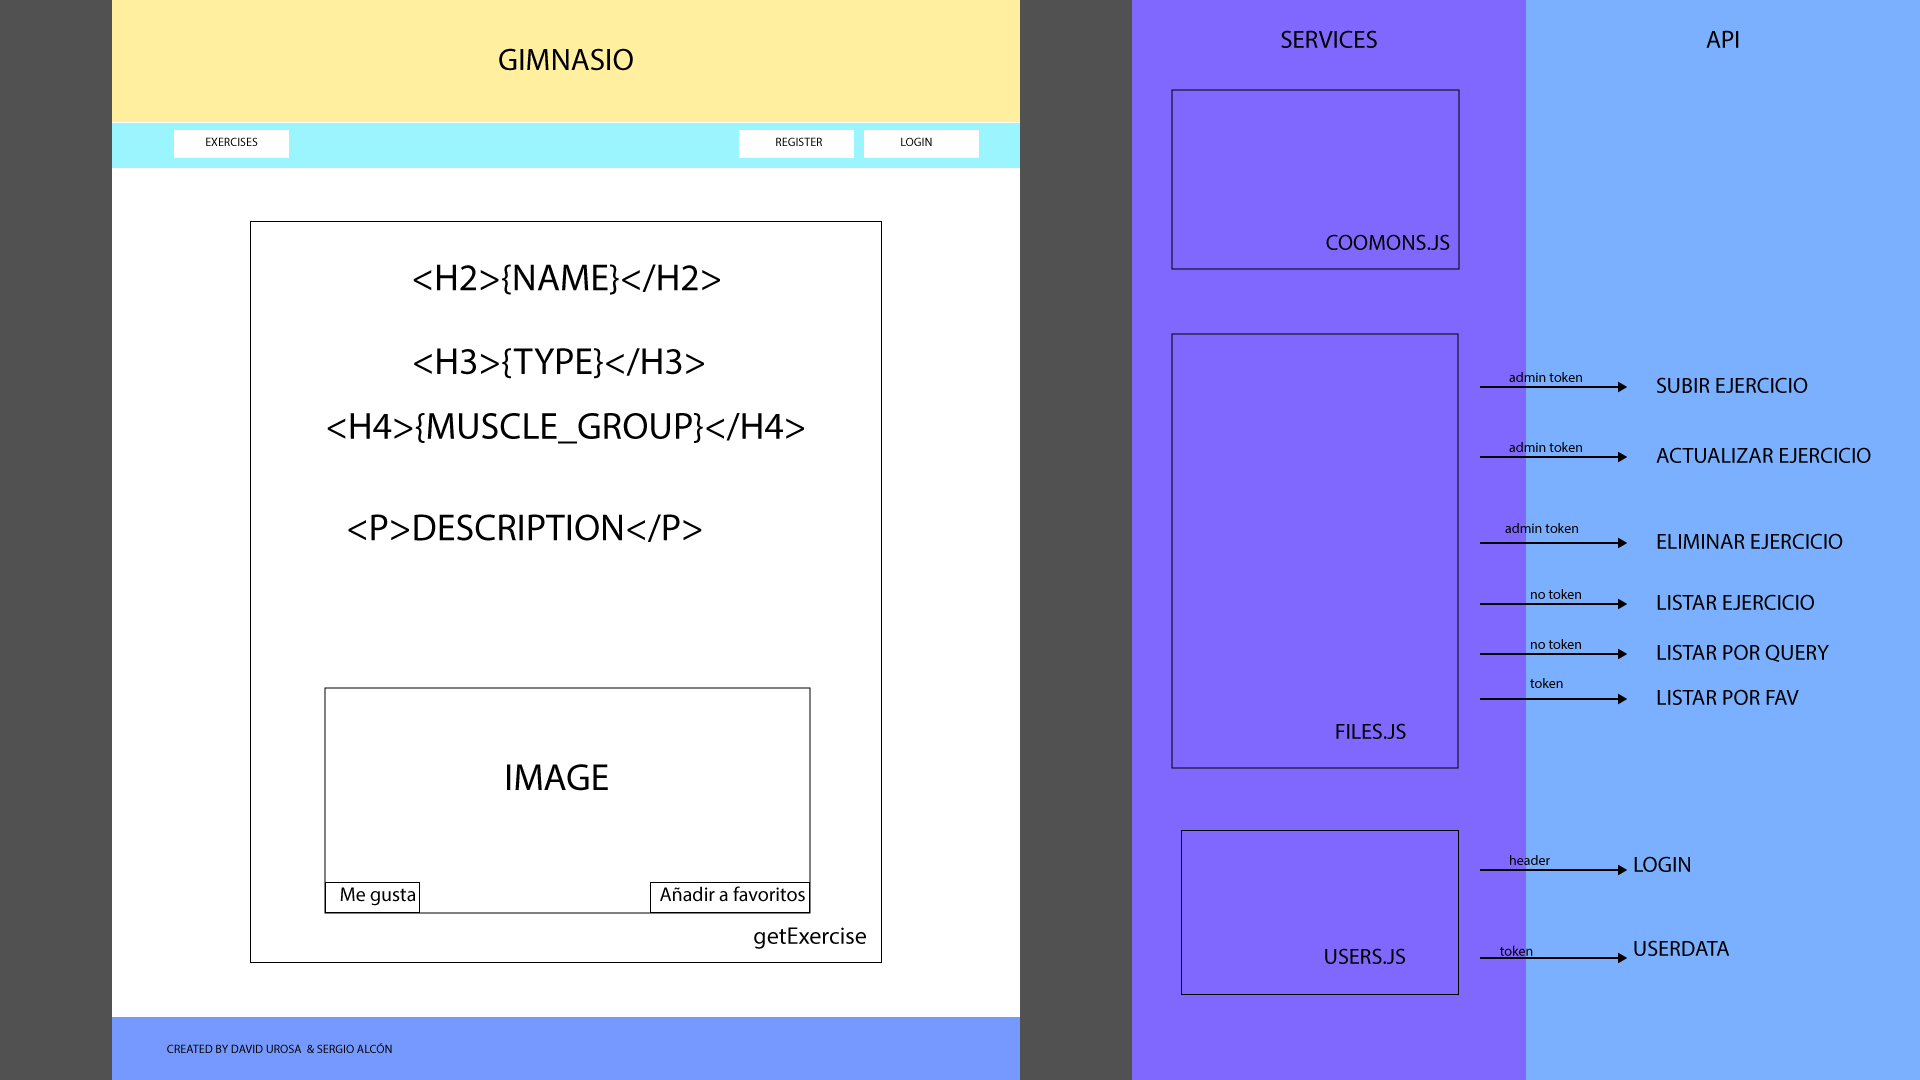 GIMNASIO
EXERCISES
REGISTER
LOGIN
<H2>{NAME}</H2>
<H3>{TYPE}</H3>
<H4>{MUSCLE_GROUP}</H4>
<P>DESCRIPTION</P>
IMAGE
Me gusta
Añadir a favoritos
getExercise
CREATED BY DAVID UROSA & SERGIO ALCÓN
SERVICES
API
COOMONS.JS
admin token
SUBIR EJERCICIO
admin token
ACTUALIZAR EJERCICIO
admin token
ELIMINAR EJERCICIO
no token
LISTAR EJERCICIO
no token
LISTAR POR QUERY
token
LISTAR POR FAV
FILES.JS
header
LOGIN
token
USERDATA
USERS.JS